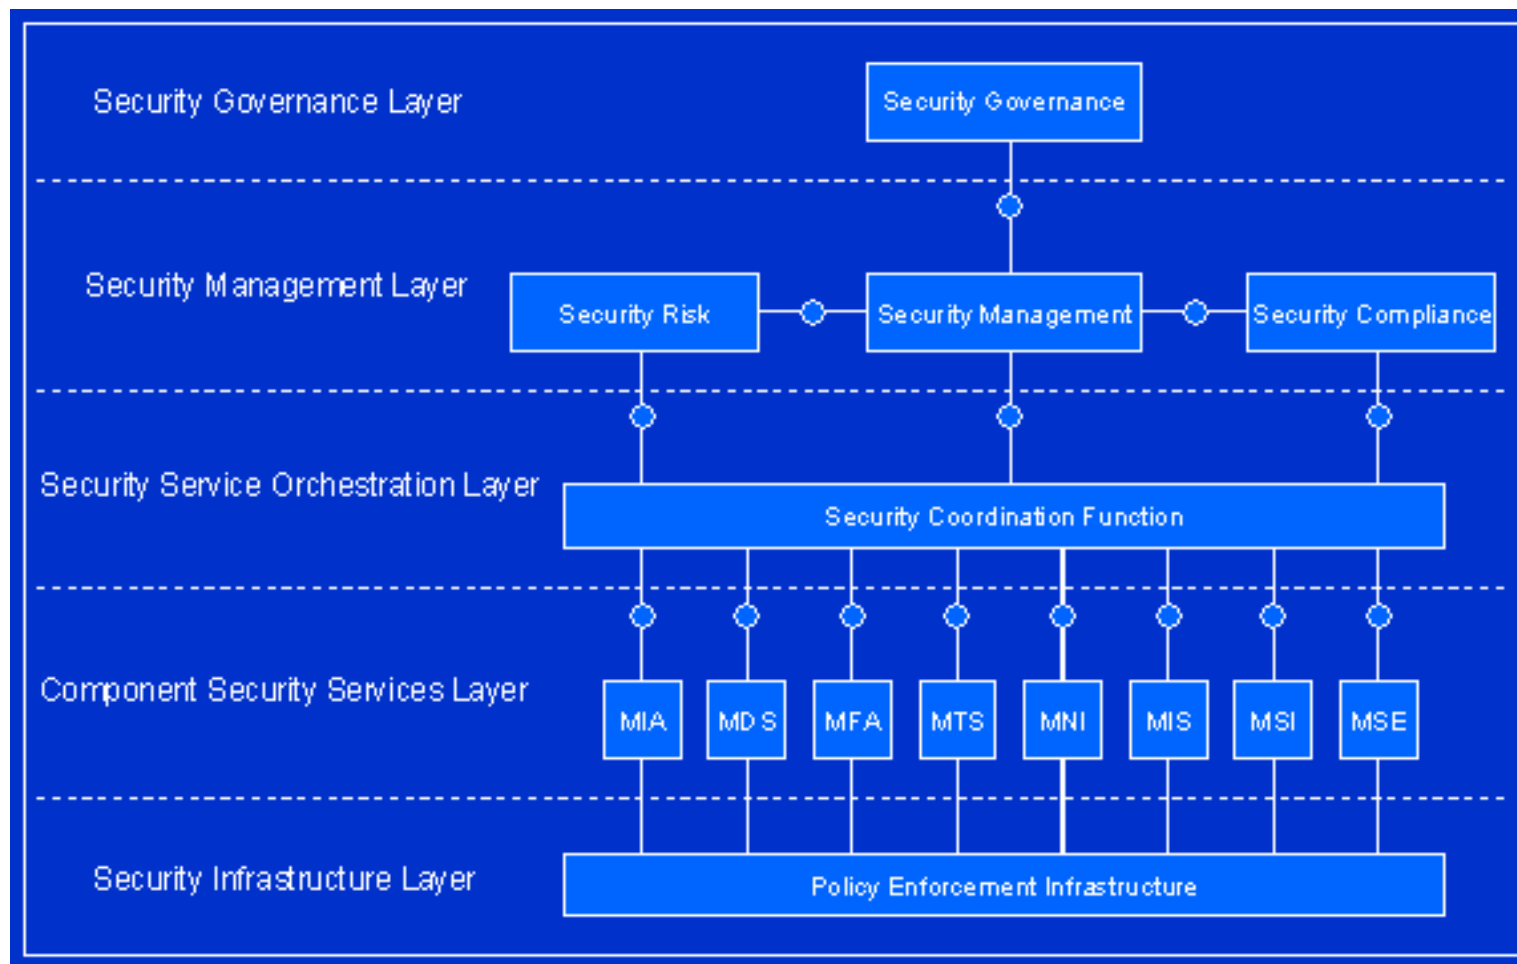 Security Governance Layer
Security Governance
Security Management Layer
Security Risk
Security Management
Security Compliance
Security Service Orchestration Layer
Security Coordination Function
Component Security Services Layer
MIA
MDS
MFA
MTS
MNI
MIS
MSI
MSE
Security Infrastructure Layer
Policy Enforcement Infrastructure